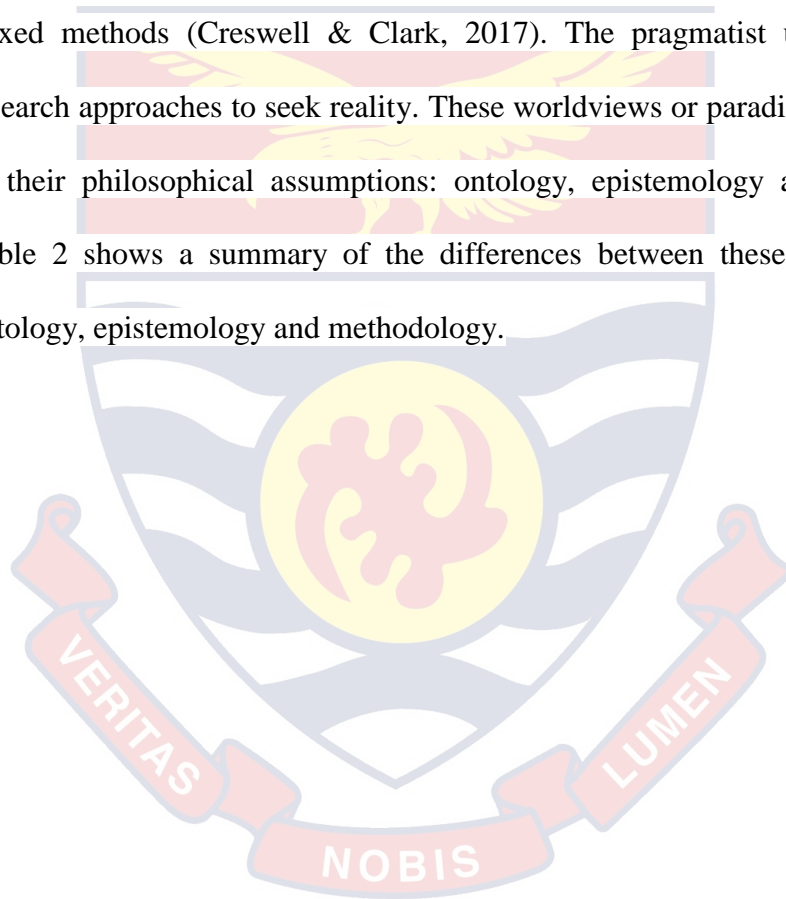 xed methods (Creswell & Clark, 2017). The pragmatist u
earch approaches to seek reality. These worldviews or paradi
their philosophical assumptions: ontology, epistemology a
ble 2 shows a summary of the differences between these
tology, epistemology and methodology.
VERITAS
NOBIS
LUMEN